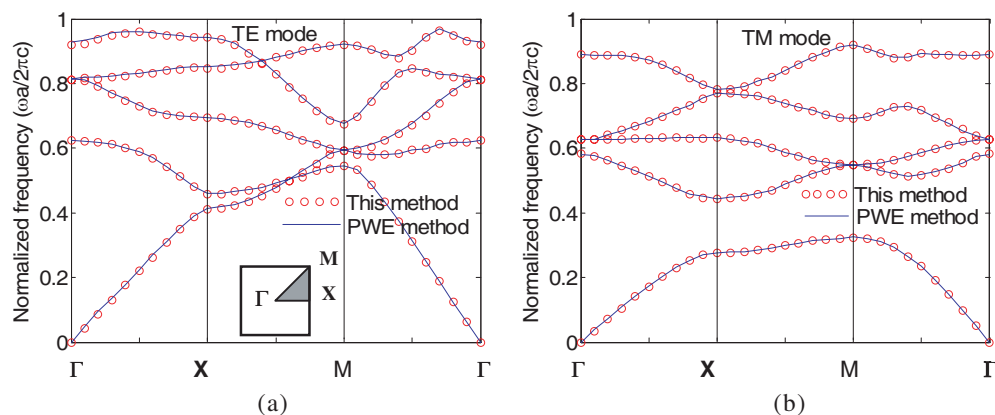 1
0.8
0.6
0.4
0.2
0
Normalized frequency (ωa/2πc)
TE mode
This method
PWE method
M
Γ
X
Γ
X
M
Γ
(a)
1
0.8
0.6
0.4
0.2
0
Normalized frequency (ωa/2πc)
TM mode
This method
PWE method
Γ
X
M
Γ
(b)